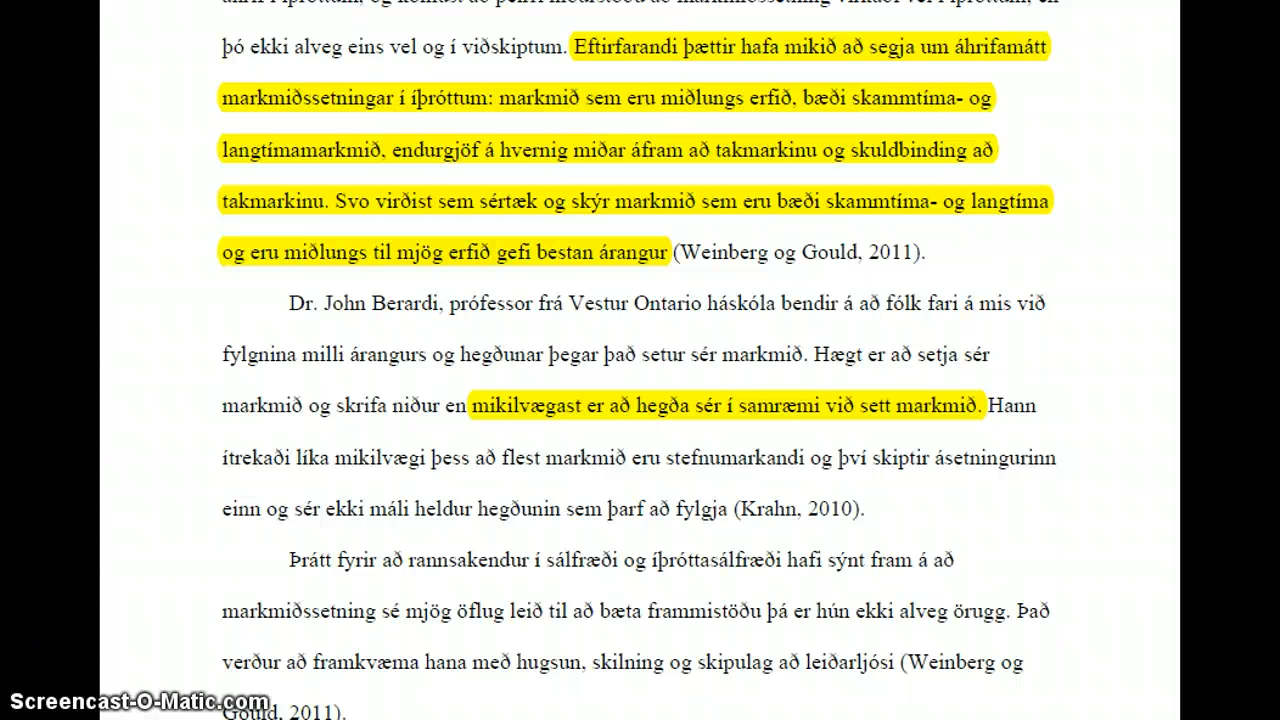 þó ekki alveg eins vel og í viðskiptum. Eftirfarandi þættir hafa mikið að segja um áhrifamátt
markmiðssetningar í íþróttum: markmið sem eru miðlungs erfið, bæði skammtíma- og
langtímamarkmið, endurgjöf á hvernig miðar áfram að takmarkinu og skuldbinding að
takmarkinu. Svo virðist sem sértæk og skýr markmið sem eru bæði skammtíma- og langtíma
og eru miðlungs til mjög erfið gefi bestan árangur (Weinberg og Gould, 2011).
Dr. John Berardi, prófessor frá Vestur Ontario háskóla bendir á að fólk fari á mis við
fylgnina milli árangurs og hegðunar þegar það setur sér markmið. Hægt er að setja sér
markmið og skrifa niður en mikilvægast er að hegða sér í samræmi við sett markmið. Hann
ítrekaði líka mikilvægi þess að flest markmið eru stefnumarkandi og því skiptir ásetningurinn
einn og sér ekki máli heldur hegðunin sem þarf að fylgja (Krahn, 2010).
Þrátt fyrir að rannsakendur í sálfræði og íþróttasálfræði hafi sýnt fram á að
markmiðssetning sé mjög öflug leið til að bæta frammistöðu þá er hún ekki alveg örugg. Það
verður að framkvæma hana með hugsun, skilning og skipulag að leiðarljósi (Weinberg og
Gould, 2011).
Screencast-O-Matic.com